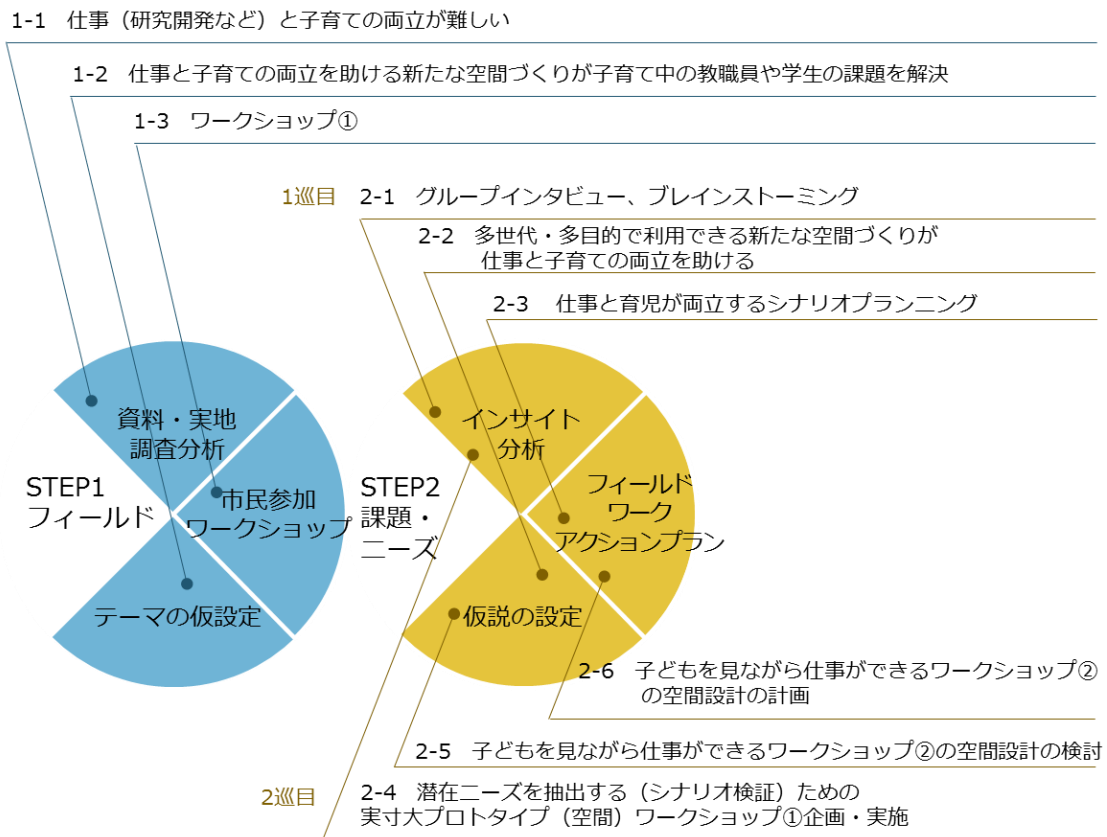 1-1　仕事（研究開発など）と子育ての両立が難しい
1-2　仕事と子育ての両立を助ける新たな空間づくりが子育て中の教職員や学生の課題を解決
1-3　ワークショップ①
1巡目　2-1　グループインタビュー、ブレインストーミング
2-2　多世代・多目的で利用できる新たな空間づくりが
仕事と子育ての両立を助ける
2-3　仕事と育児が両立するシナリオプランニング
資料・実地
調査分析
STEP1
フィールド
市民参加
ワークショップ
テーマの仮設定
インサイト
分析
STEP2
課題・
ニーズ
フィールド
ワーク
アクションプラン
仮説の設定
2-6　子どもを見ながら仕事ができるワークショップ②
の空間設計の計画
2-5　子どもを見ながら仕事ができるワークショップ②の空間設計の検討
2巡目　2-4　潜在ニーズを抽出する（シナリオ検証）ための
実寸大プロトタイプ（空間）ワークショップ①企画・実施